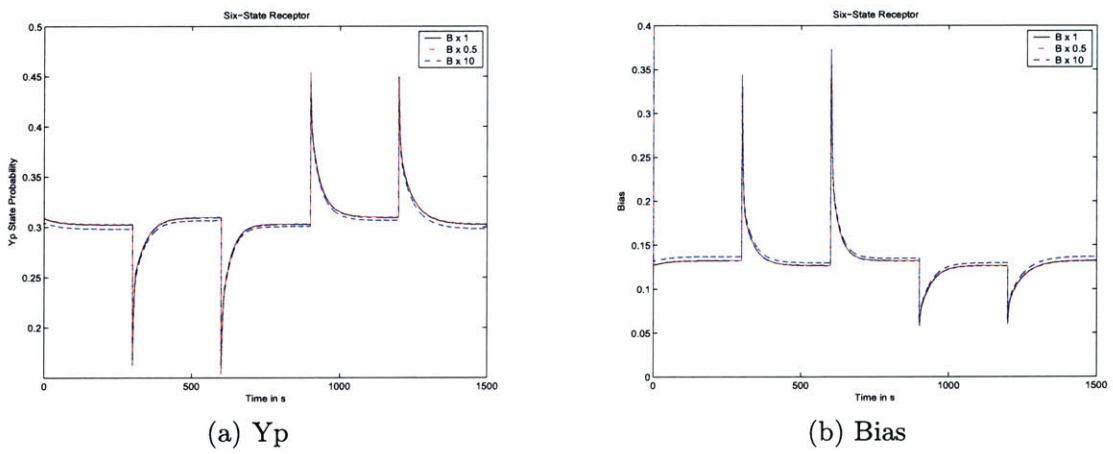 Six-State Receptor
B x 1
B x 0.5
B x 10
0.5
0.45
0.4
0.35
0.3
0.25
0.2
Yp State Probability
0
500
1000
1500
Time in s
(a) Yp
Six-State Receptor
B x 1
B x 0.5
B x 10
0.4
0.35
0.3
0.25
0.2
0.15
0.1
0.05
0
Bias
0
500
1000
1500
Time in s
(b) Bias